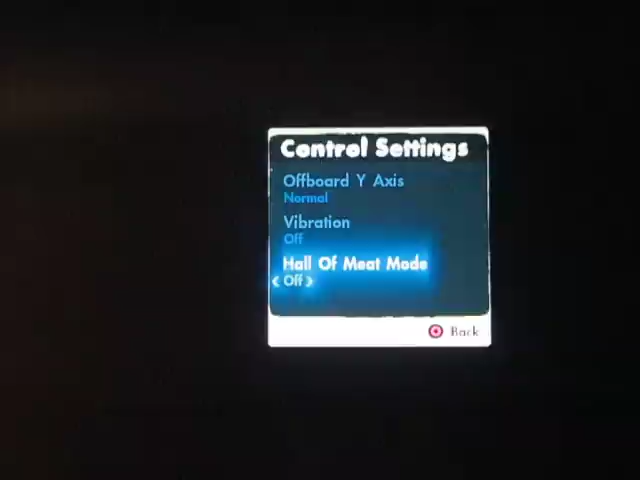 Control Settings
Offboard Y Axis
Normal
Vibration
Off
Hall Of Meat Mode
Off
Back